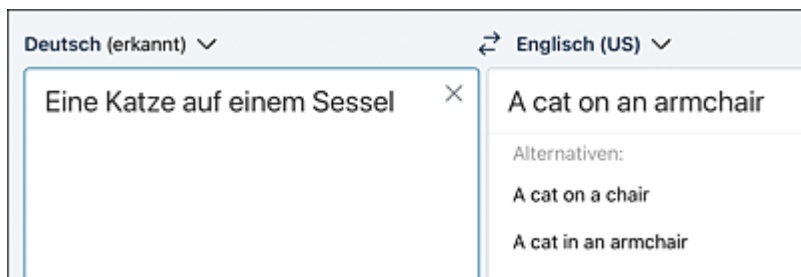 Deutsch (erkannt)
Englisch (US)
Eine Katze auf einem Sessel
A cat on an armchair
Alternativen:
A cat on a chair
A cat in an armchair